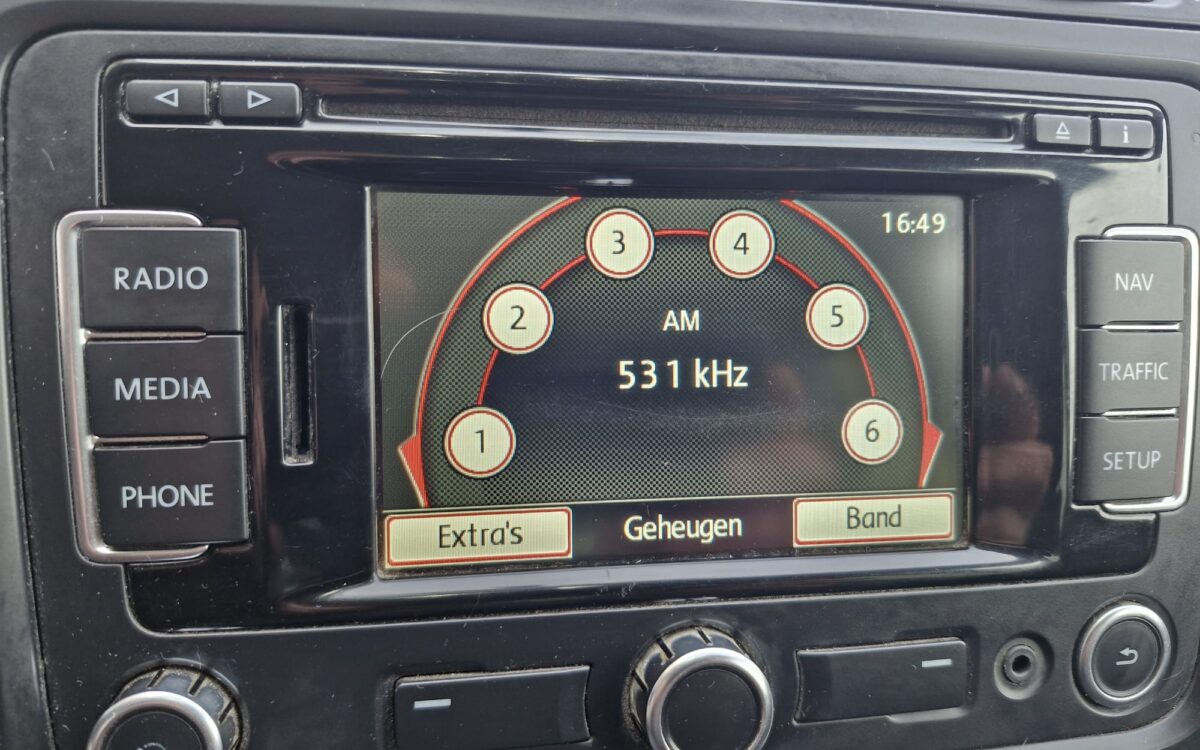 i
RADIO
MEDIA
PHONE
16:49
3
4
2
5
1
6
AM
531 kHz
Extra's
Geheugen
Band
NAV
TRAFFIC
SETUP